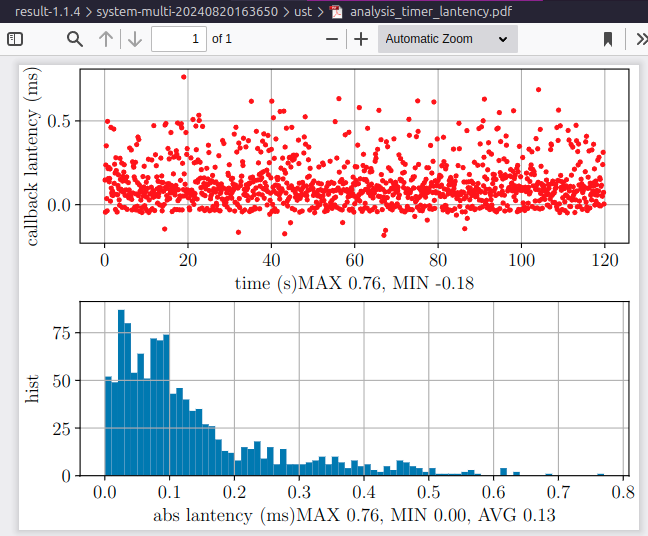 result-1.1.4 > system-multi-20240820163650 > ust > analysis_timer_lantency.pdf
1 of 1 Automatic Zoom
callback lantency (ms)
0.5
0.0
0 20 40 60 80 100 120
time (s)MAX 0.76, MIN -0.18
hist
75
50
25
0
0.0 0.1 0.2 0.3 0.4 0.5 0.6 0.7 0.8
abs lantency (ms)MAX 0.76, MIN 0.00, AVG 0.13